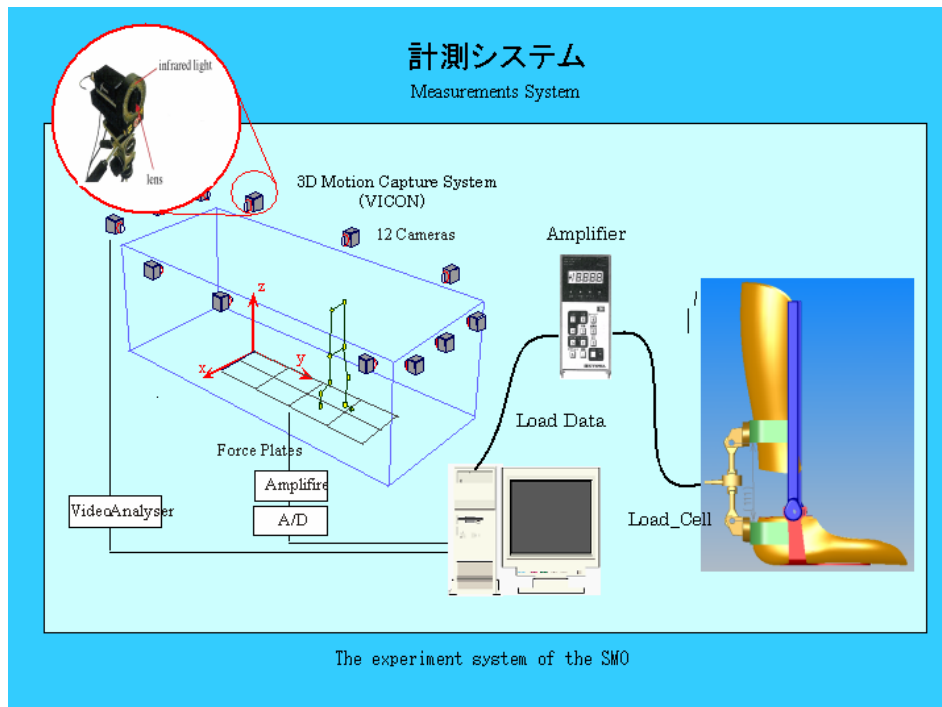 計測システム
Measurements System
infrared light
lens
3D Motion Capture System
(VICON)
12 Cameras
Amplifier
z
y
x
Load Data
Force Plates
Amplifire
A/D
VideoAnalyser
Load_Cell
The experiment system of the SMO